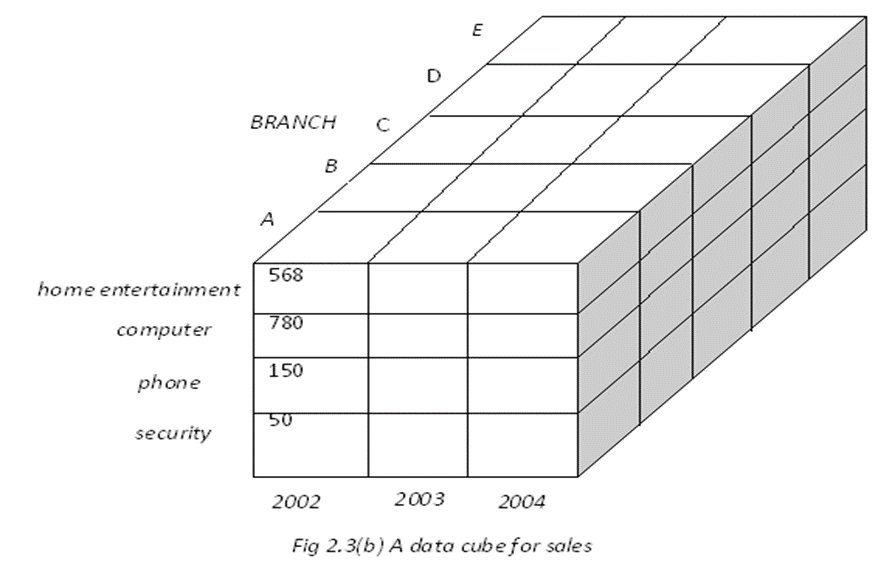 E
D
BRANCH C
B
A
568
home entertainment
780
computer
150
phone
50
security
2002 2003 2004
Fig 2.3(b) A data cube for sales